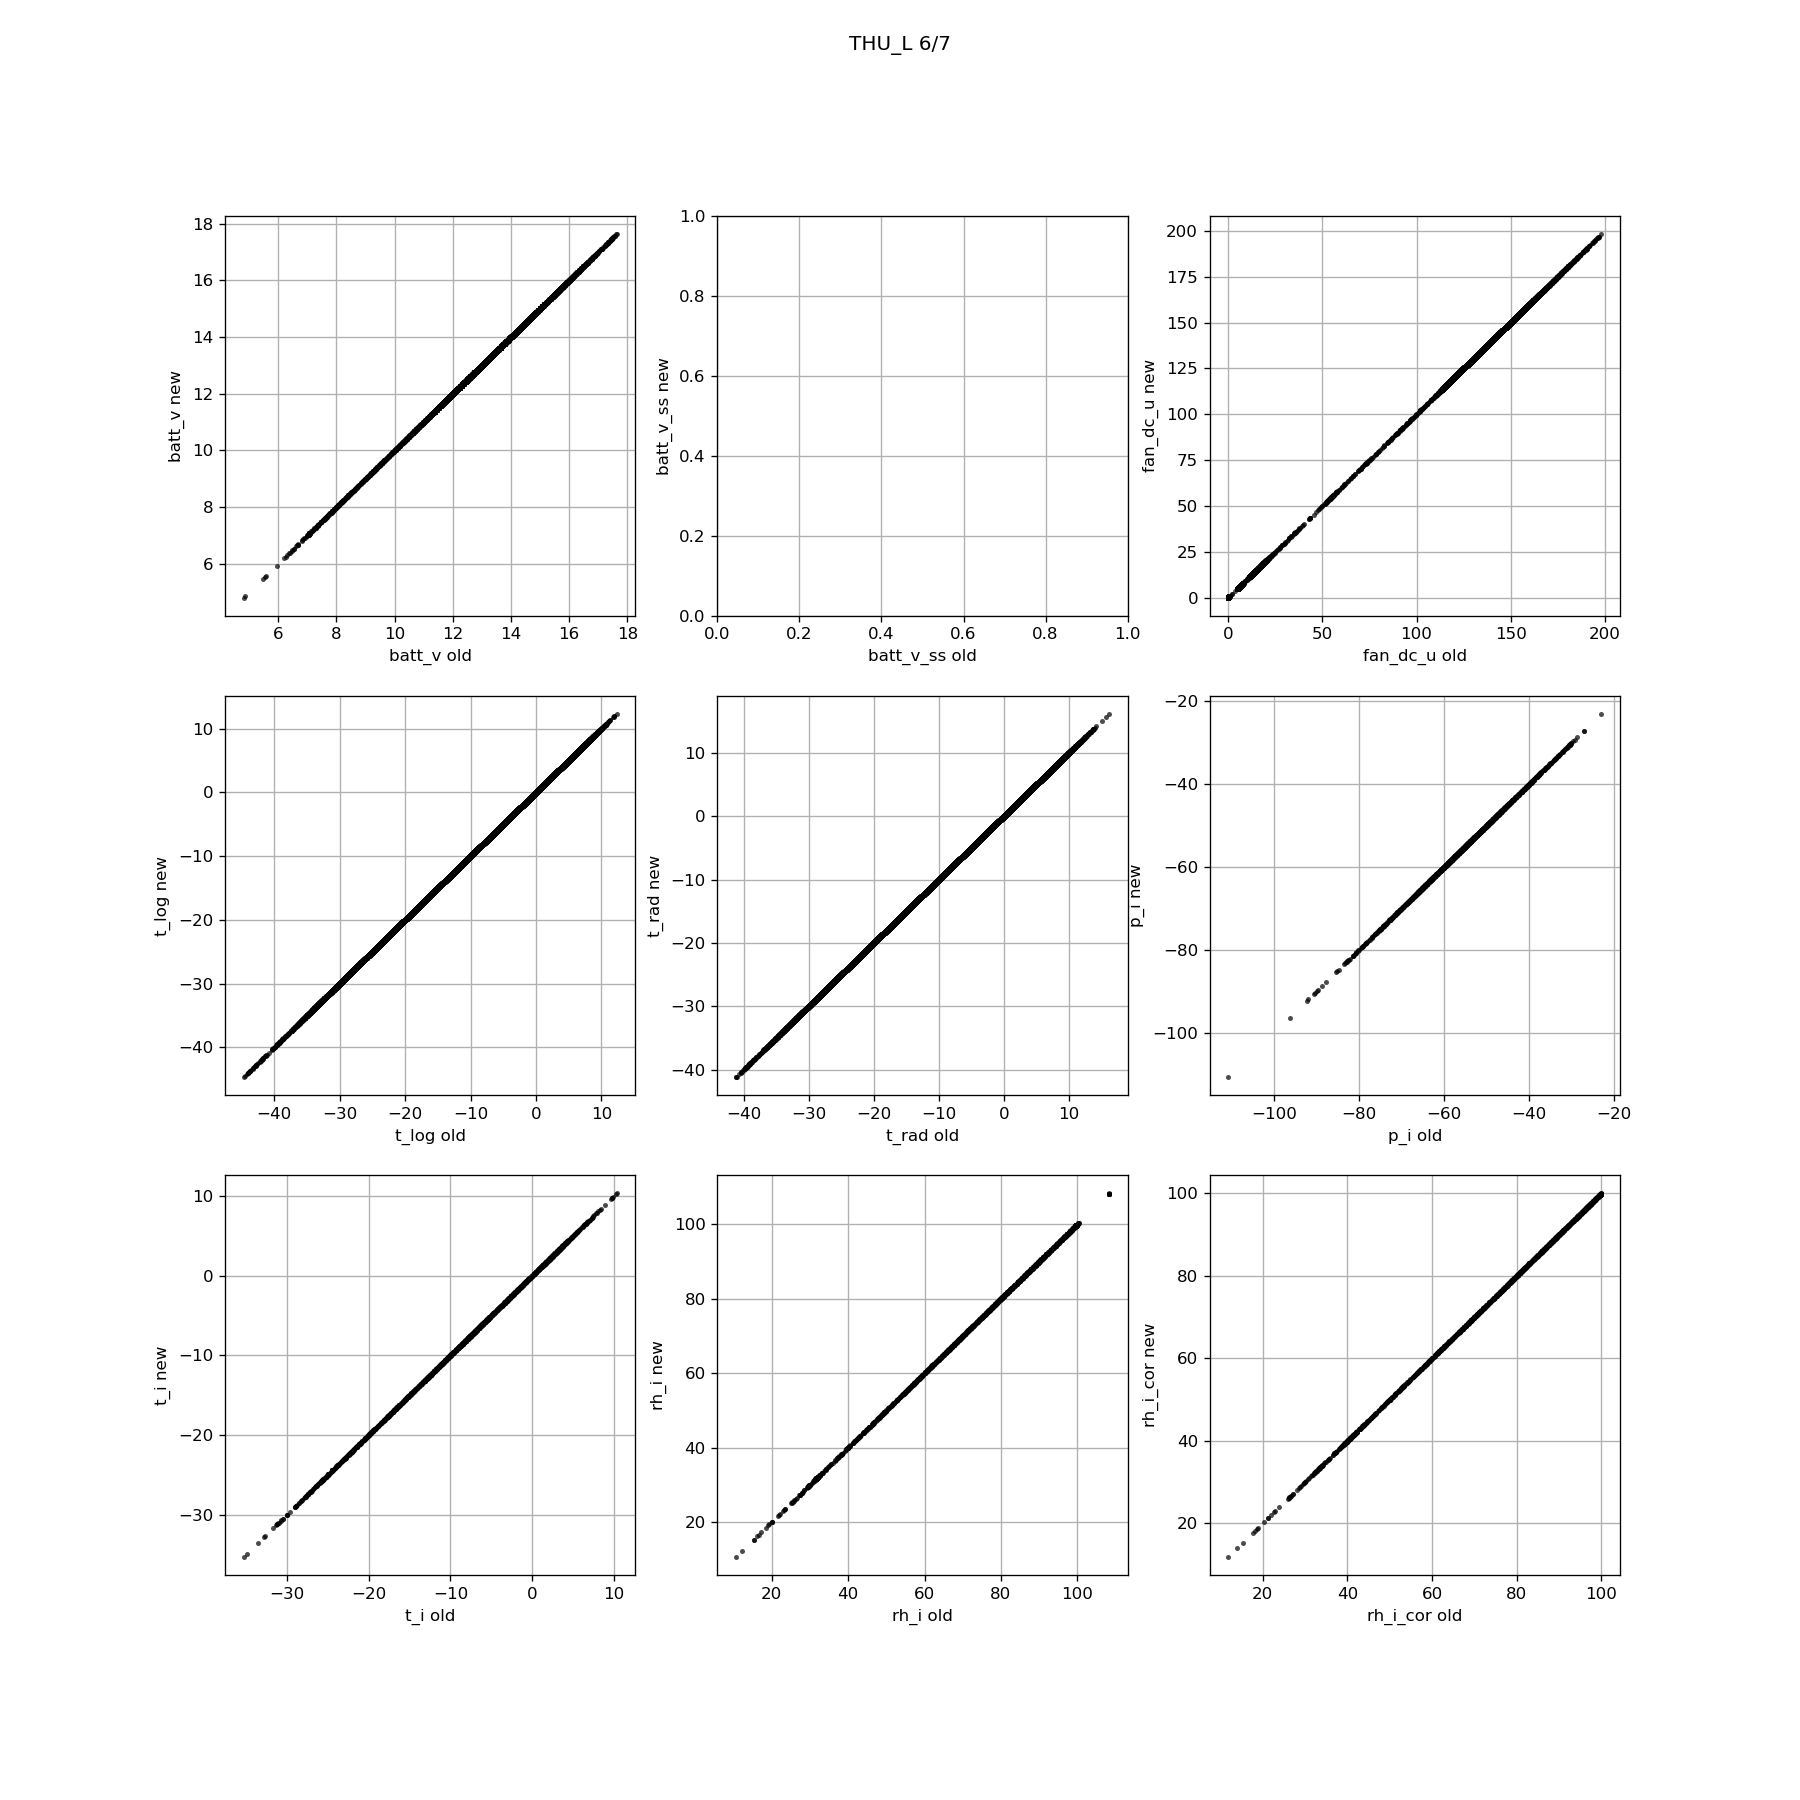 THU_L 6/7
18
16
14
12
10
8
6
batt_v new
6 8 10 12 14 16 18
batt_v old
1.0
0.8
0.6
0.4
0.2
0.0
batt_v_ss new
0.0 0.2 0.4 0.6 0.8 1.0
batt_v_ss old
200
175
150
125
100
75
50
25
0
fan_dc_u new
0 50 100 150 200
fan_dc_u old
10
0
−10
−20
−30
−40
t_log new
−40 −30 −20 −10 0 10
t_log old
10
0
−10
−20
−30
−40
t_rad new
−40 −30 −20 −10 0 10
t_rad old
−20
−40
−60
−80
−100
p_i new
−100 −80 −60 −40 −20
p_i old
10
0
−10
−20
−30
t_i new
−30 −20 −10 0 10
t_i old
100
80
60
40
20
rh_i new
20 40 60 80 100
rh_i old
100
80
60
40
20
rh_i_cor new
20 40 60 80 100
rh_i_cor old